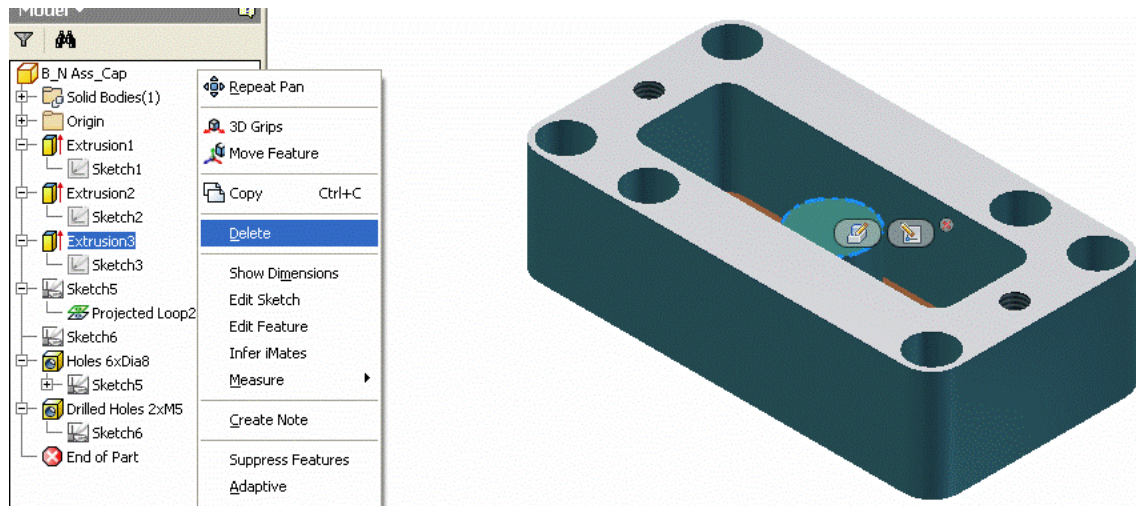 Model
B_N Ass_Cap
Solid Bodies(1)
Origin
Extrusion1
Sketch1
Extrusion2
Sketch2
Extrusion3
Sketch3
Sketch5
Projected Loop2
Sketch6
Holes 6xDia8
Sketch5
Drilled Holes 2xM5
Sketch6
End of Part
Repeat Pan
3D Grips
Move Feature
Copy Ctrl+C
Delete
Show Dimensions
Edit Sketch
Edit Feature
Infer iMates
Measure
Create Note
Suppress Features
Adaptive